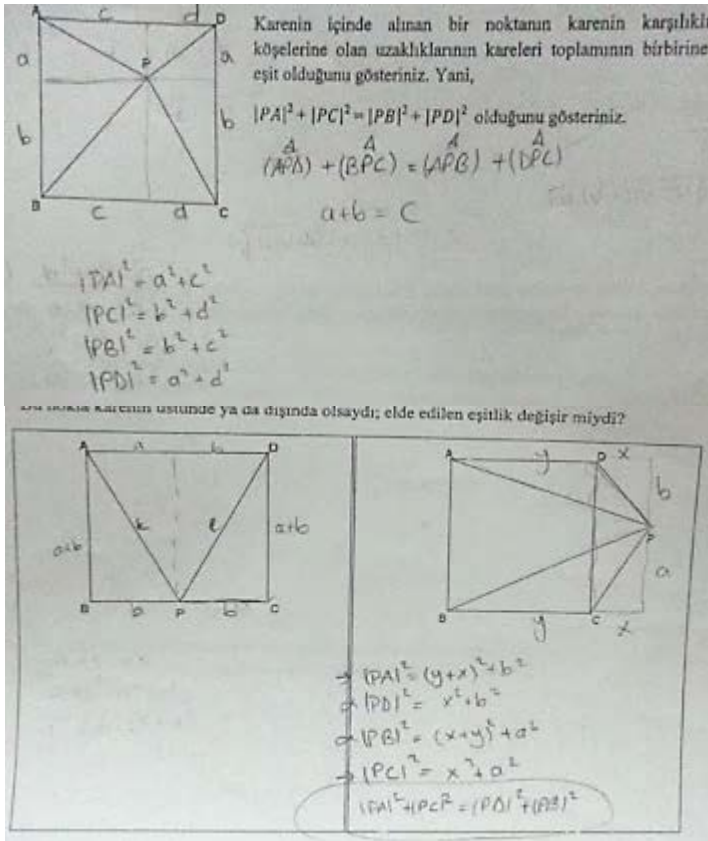 A c d D
Karenin içinde alınan bir noktanın karenin karşılıklı
köşelerine olan uzaklıklarının kareleri toplamının birbirine
eşit olduğunu gösteriniz. Yani,
a P a
b b
|PA|² + |PC|² = |PB|² + |PD|² olduğunu gösteriniz.
(APD) + (BPC) = (APB) + (DPC)
B c d C
a+b = C
|PA|² = a²+c²
|PC|² = b²+d²
|PB|² = b²+c²
|PD|² = a²+d²
Bu nokta karenin üstünde ya da dışında olsaydı; elde edilen eşitlik değişir miydi?
A a b D
k l
a+b a+b
B a P b C
A y D x
b
P
a
B y C x
→ |PA|² = (y+x)²+b²
|PD|² = x²+b²
|PB|² = (x+y)²+a²
→ |PC|² = x²+a²
|PA|²+|PC|² = |PD|²+|PB|²